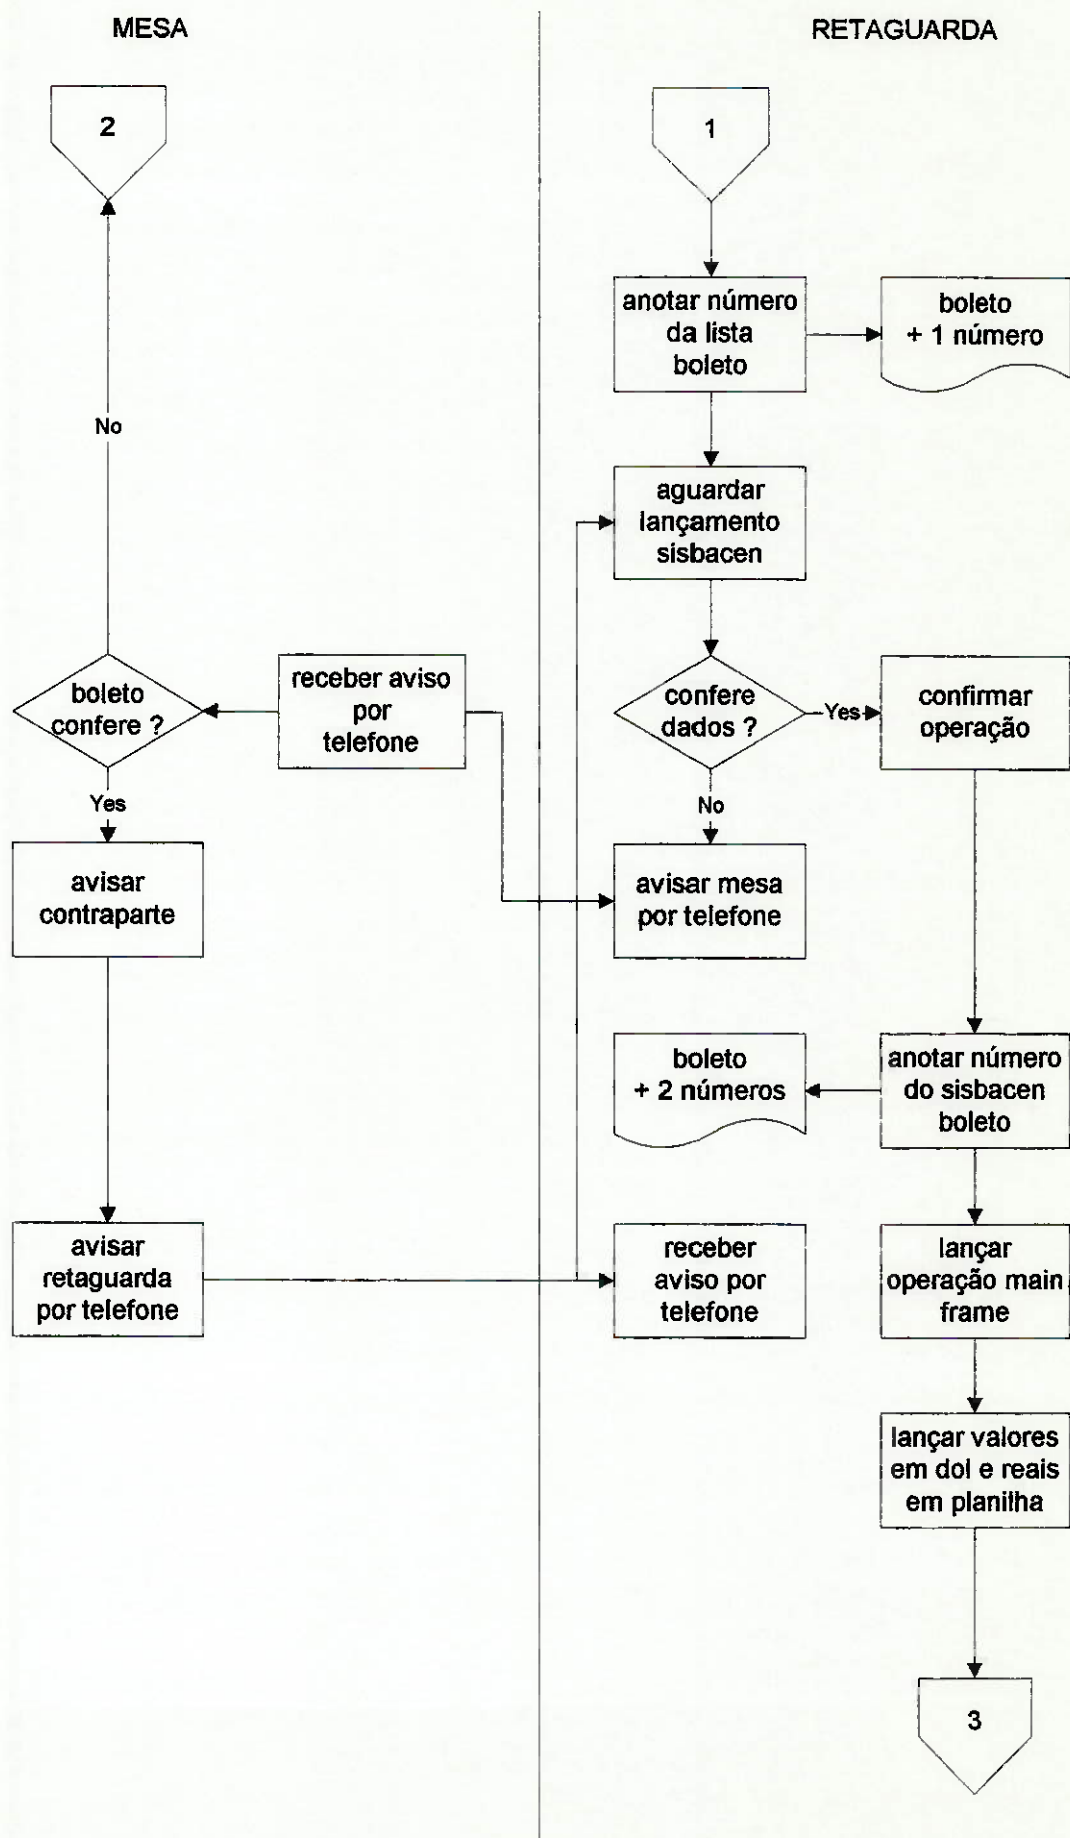 MESA
RETAGUARDA
2
1
anotar número
da lista
boleto
boleto
+ 1 número
No
aguardar
lançamento
sisbacen
boleto
confere ?
receber aviso
por
telefone
confere
dados ?
Yes
confirmar
operação
Yes
No
avisar
contraparte
avisar mesa
por telefone
boleto
+ 2 números
anotar número
do sisbacen
boleto
avisar
retaguarda
por telefone
receber
aviso por
telefone
lançar
operação main
frame
lançar valores
em dol e reais
em planilha
3